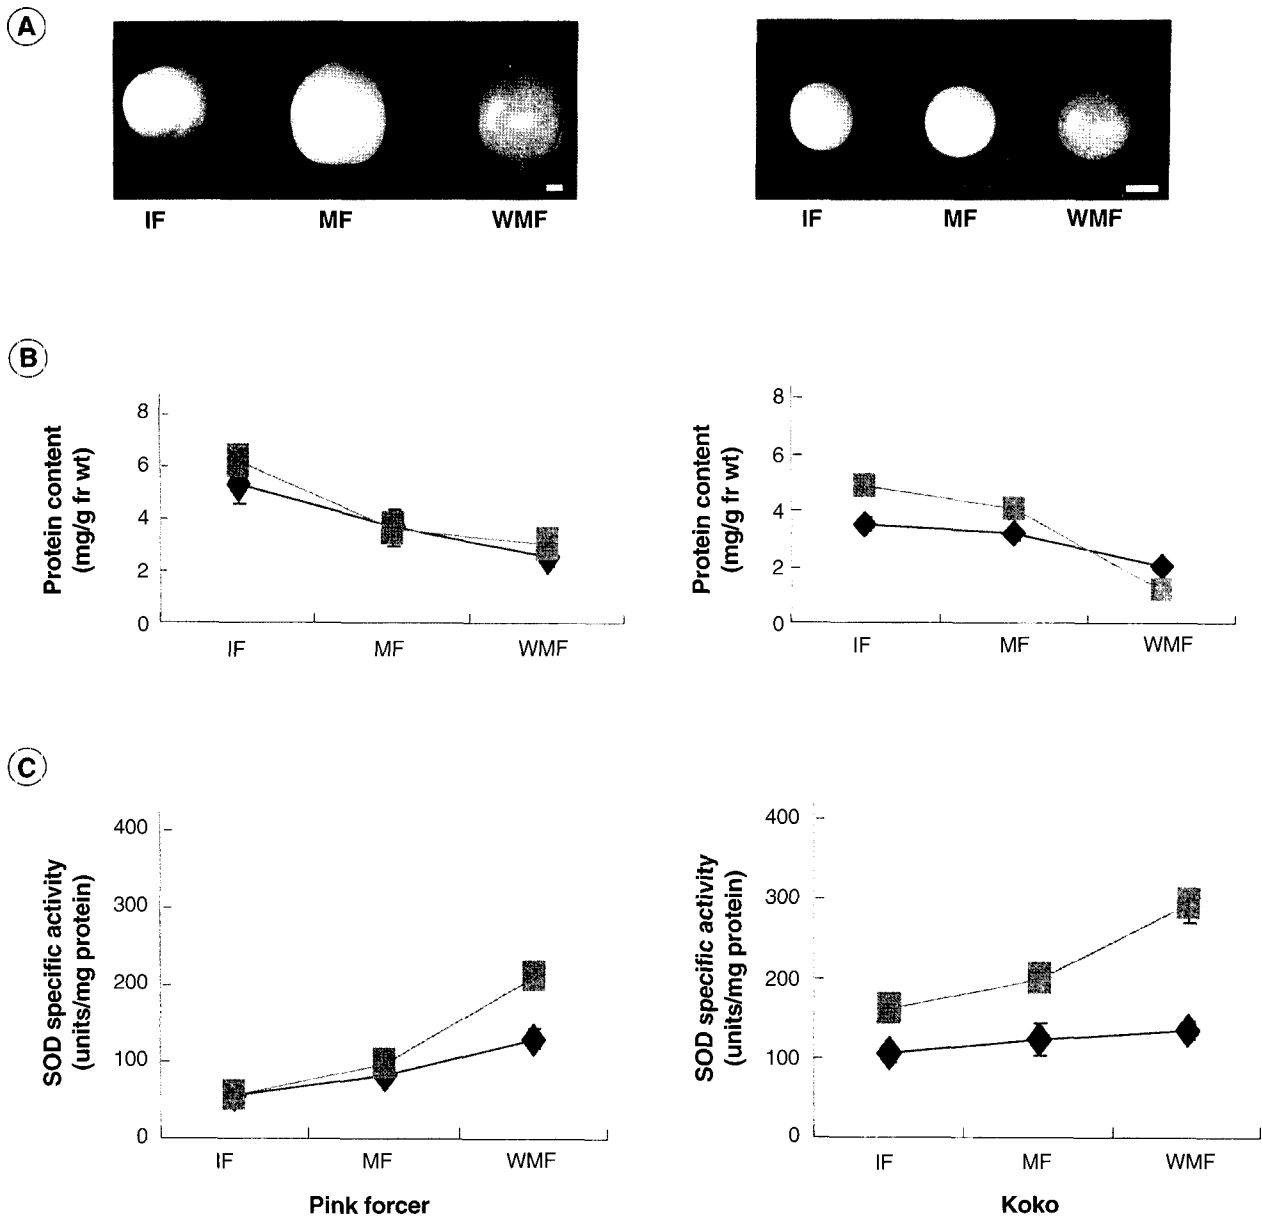 A
IF MF WMF
IF MF WMF
B
Protein content
(mg/g fr wt)
8
6
4
2
0
IF MF WMF
Protein content
(mg/g fr wt)
8
6
4
2
0
IF MF WMF
C
SOD specific activity
(units/mg protein)
400
300
200
100
0
IF MF WMF
Pink forcer
SOD specific activity
(units/mg protein)
400
300
200
100
0
IF MF WMF
Koko